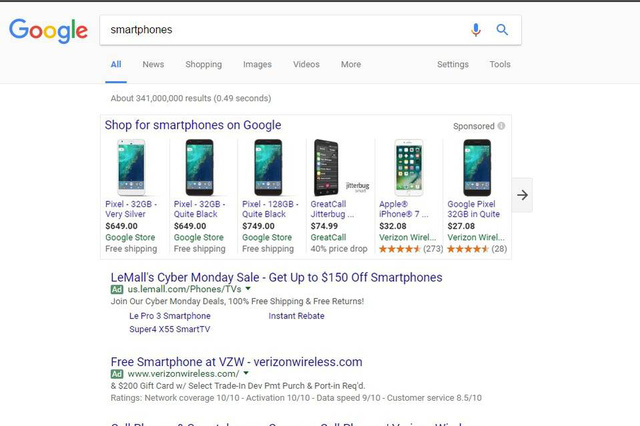 Google
smartphones
All News Shopping Images Videos More Settings Tools
About 341,000,000 results (0.49 seconds)
Shop for smartphones on Google
Sponsored
jitterbug
Pixel - 32GB -
Very Silver
$649.00
Google Store
Free shipping
Pixel - 32GB -
Quite Black
$649.00
Google Store
Free shipping
Pixel - 128GB -
Quite Black
$749.00
Google Store
Free shipping
GreatCall
Jitterbug ...
$74.99
GreatCall
40% price drop
Apple®
iPhone® 7 ...
$32.08
Verizon Wirel...
(273)
Google Pixel
32GB in Quite
$27.08
Verizon Wirel...
(28)
LeMall's Cyber Monday Sale - Get Up to $150 Off Smartphones
Ad us.lemall.com/Phones/TVs
Join Our Cyber Monday Deals, 100% Free Shipping & Free Returns!
Le Pro 3 Smartphone Instant Rebate
Super4 X55 SmartTV
Free Smartphone at VZW - verizonwireless.com
Ad www.verizonwireless.com/
& $200 Gift Card w/ Select Trade-In Dev Pmt Purch & Port-in Req'd.
Ratings: Network coverage 10/10 - Activation 10/10 - Data speed 9/10 - Customer service 8.5/10